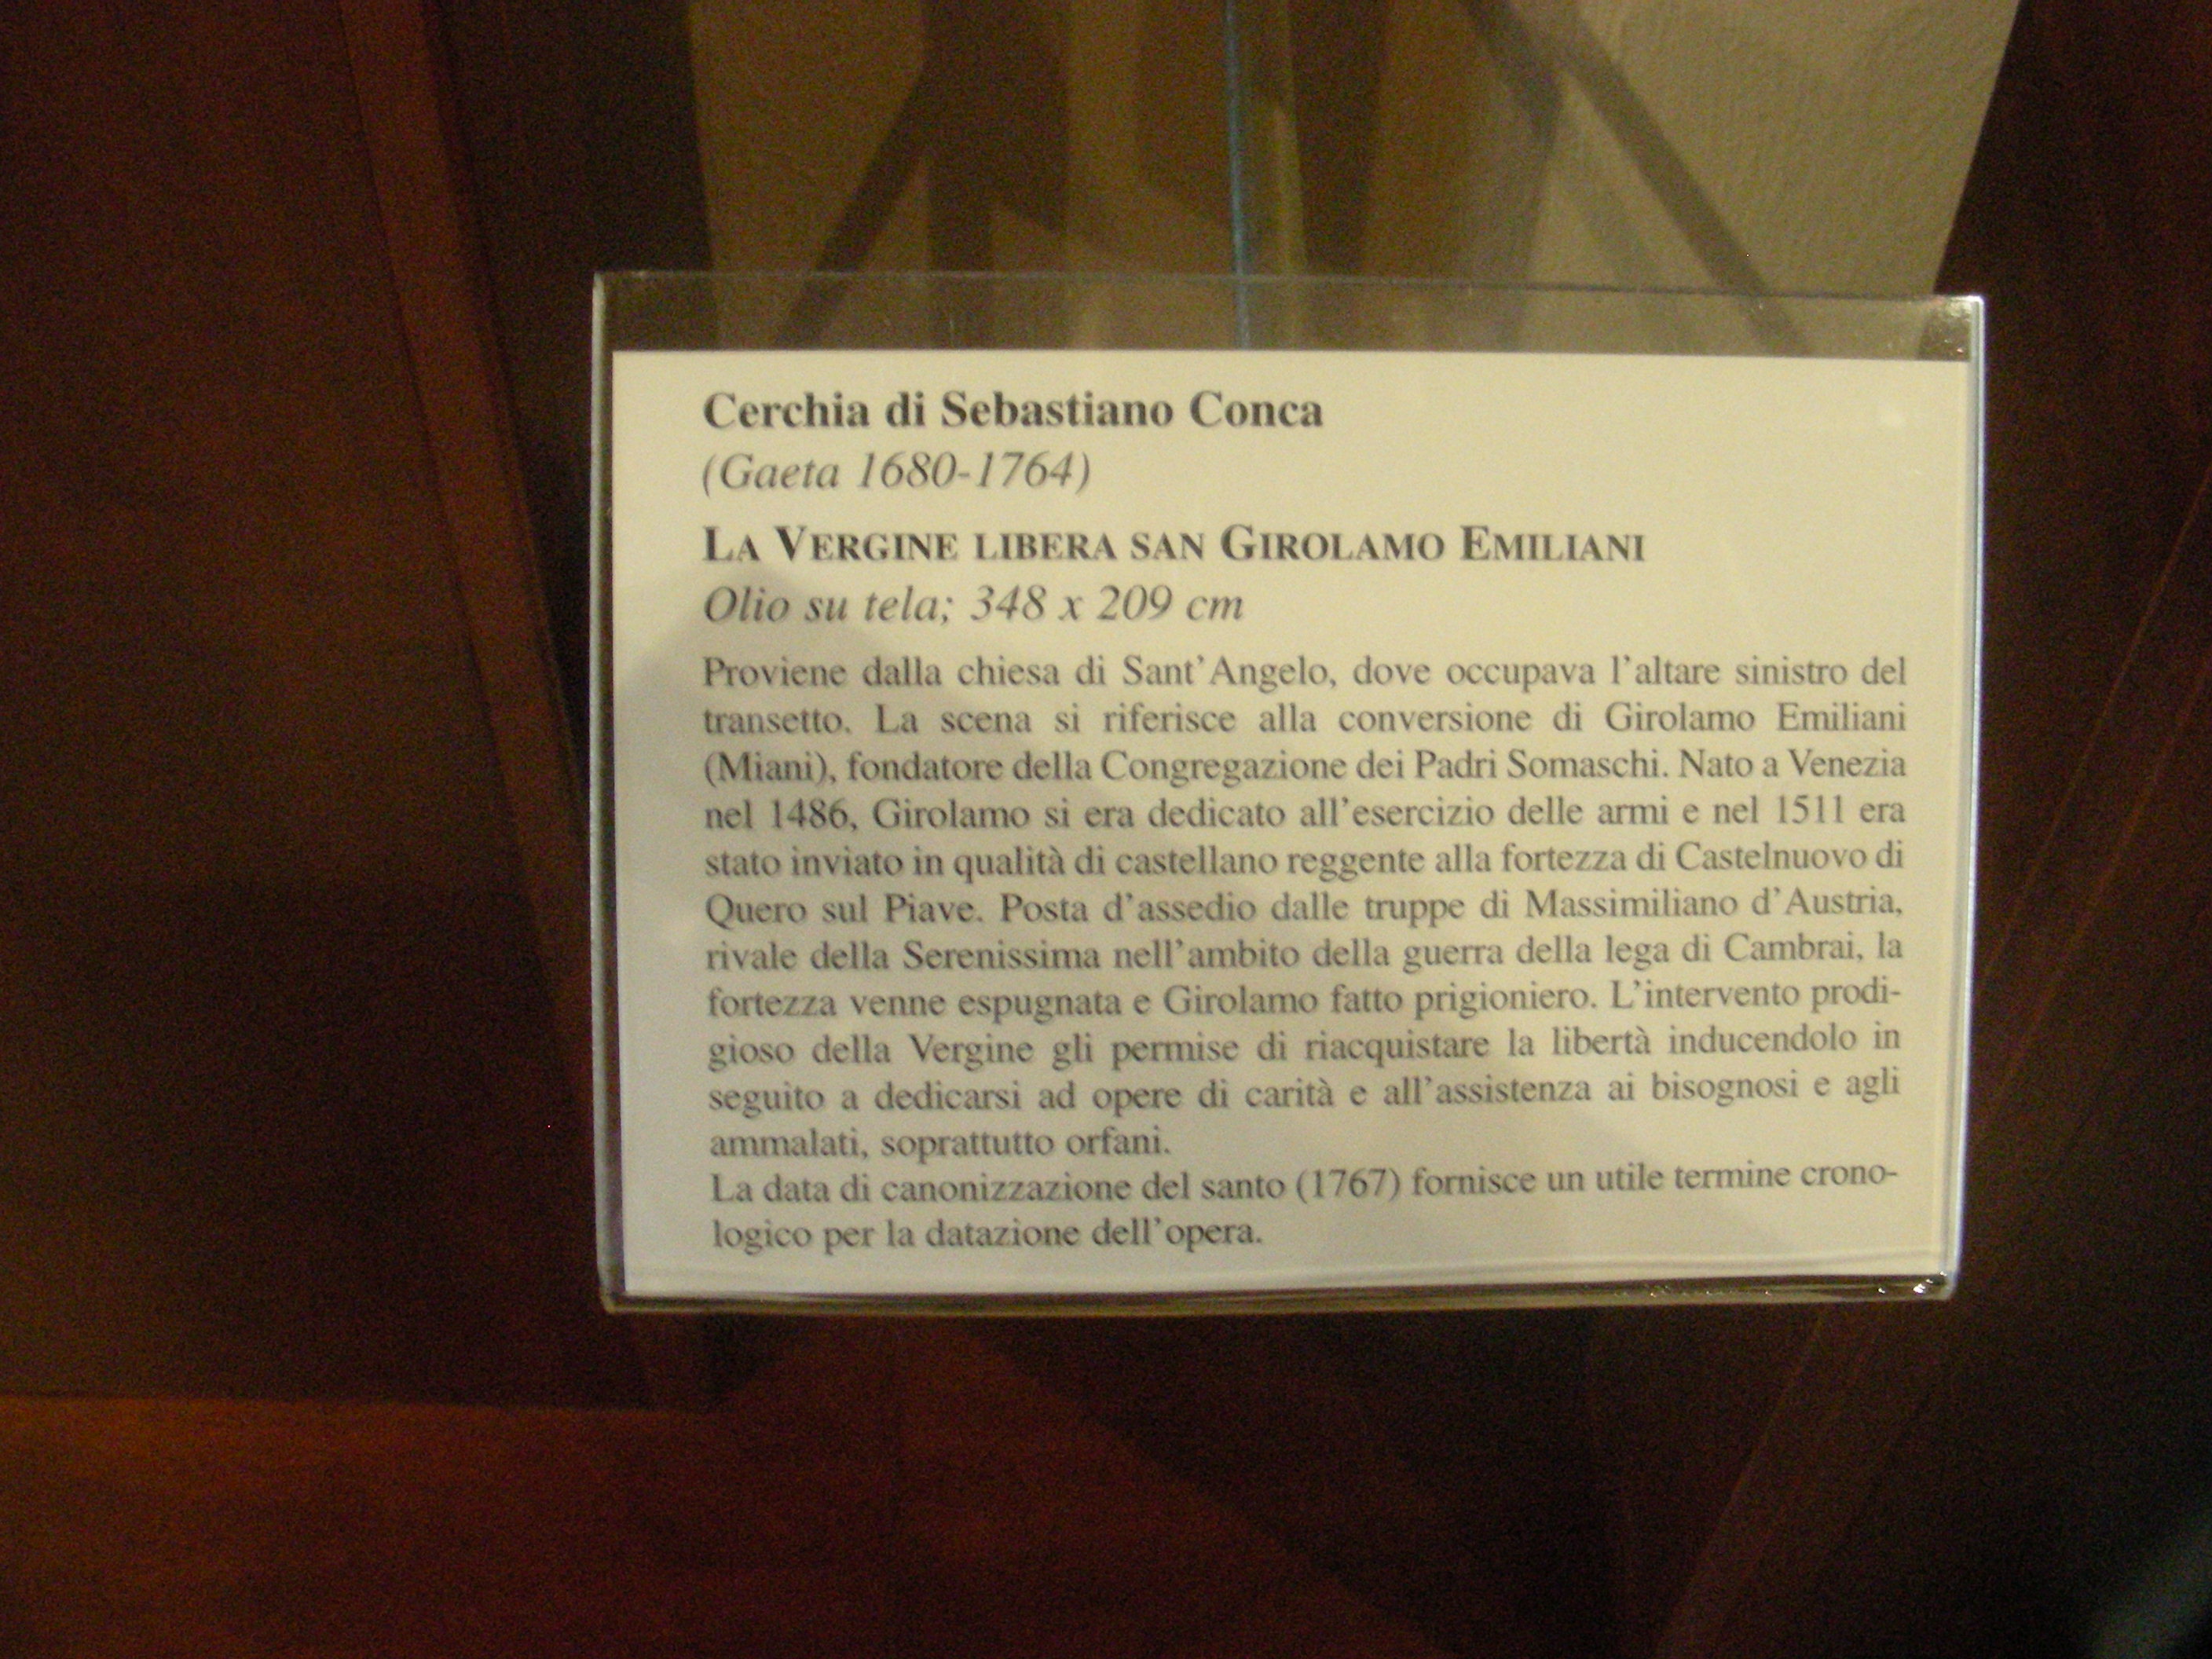 Cerchia di Sebastiano Conca
(Gaeta 1680-1764)
LA VERGINE LIBERA SAN GIROLAMO EMILIANI
Olio su tela; 348 x 209 cm
Proviene dalla chiesa di Sant'Angelo, dove occupava l'altare sinistro del
transetto. La scena si riferisce alla conversione di Girolamo Emiliani
(Miani), fondatore della Congregazione dei Padri Somaschi. Nato a Venezia
nel 1486, Girolamo si era dedicato all'esercizio delle armi e nel 1511 era
stato inviato in qualità di castellano reggente alla fortezza di Castelnuovo di
Quero sul Piave. Posta d'assedio dalle truppe di Massimiliano d'Austria,
rivale della Serenissima nell'ambito della guerra della lega di Cambrai, la
fortezza venne espugnata e Girolamo fatto prigioniero. L'intervento prodi-
gioso della Vergine gli permise di riacquistare la libertà inducendolo in
seguito a dedicarsi ad opere di carità e all'assistenza ai bisognosi e agli
ammalati, soprattutto orfani.
La data di canonizzazione del santo (1767) fornisce un utile termine crono-
logico per la datazione dell'opera.